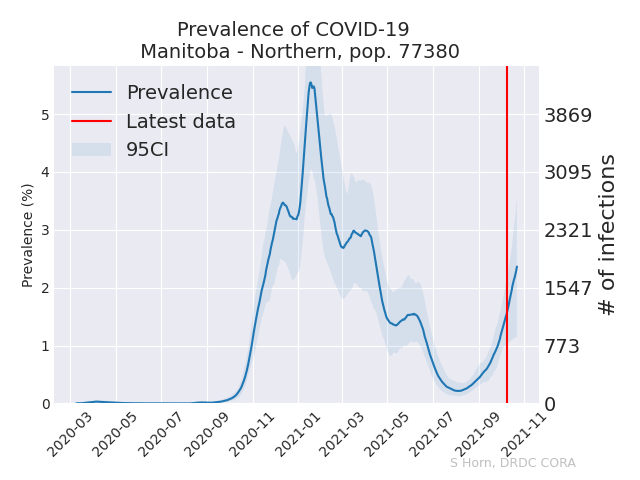 Prevalence of COVID-19
Manitoba - Northern, pop. 77380
Prevalence
Latest data
95CI
Prevalence (%)
5
4
3
2
1
0
3869
3095
2321
1547
773
0
# of infections
2020-03
2020-05
2020-07
2020-09
2020-11
2021-01
2021-03
2021-05
2021-07
2021-09
2021-11
S Horn, DRDC CORA